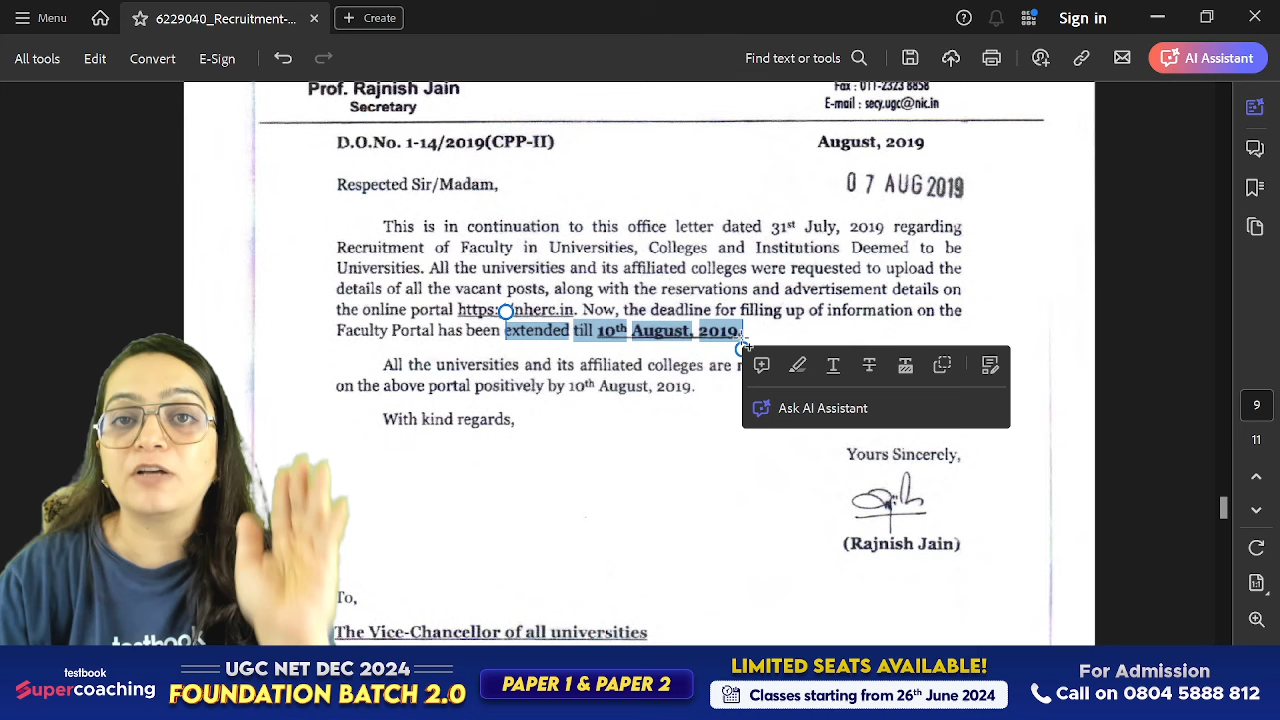 Menu
6229040_Recruitment-...
Create
Sign in
All tools
Edit
Convert
E-Sign
Find text or tools
AI Assistant
Prof. Rajnish Jain
Secretary
Fax : 011-2323 8858
E-mail : secy.ugc@nic.in
D.O.No. 1-14/2019(CPP-II)
August, 2019
Respected Sir/Madam,
07 AUG 2019
This is in continuation to this office letter dated 31st July, 2019 regarding
Recruitment of Faculty in Universities, Colleges and Institutions Deemed to be
Universities. All the universities and its affiliated colleges were requested to upload the
details of all the vacant posts, along with the reservations and advertisement details on
the online portal https: nherc.in. Now, the deadline for filling up of information on the
Faculty Portal has been extended till 10th August, 2019.
All the universities and its affiliated colleges are
on the above portal positively by 10th August, 2019.
With kind regards,
Ask AI Assistant
Yours Sincerely,
(Rajnish Jain)
To,
The Vice-Chancellor of all universities
9
11
testbook
testbook
Supercoaching
UGC NET DEC 2024
FOUNDATION BATCH 2.0
PAPER 1 & PAPER 2
LIMITED SEATS AVAILABLE!
Classes starting from 26th June 2024
For Admission
Call on 0804 5888 812